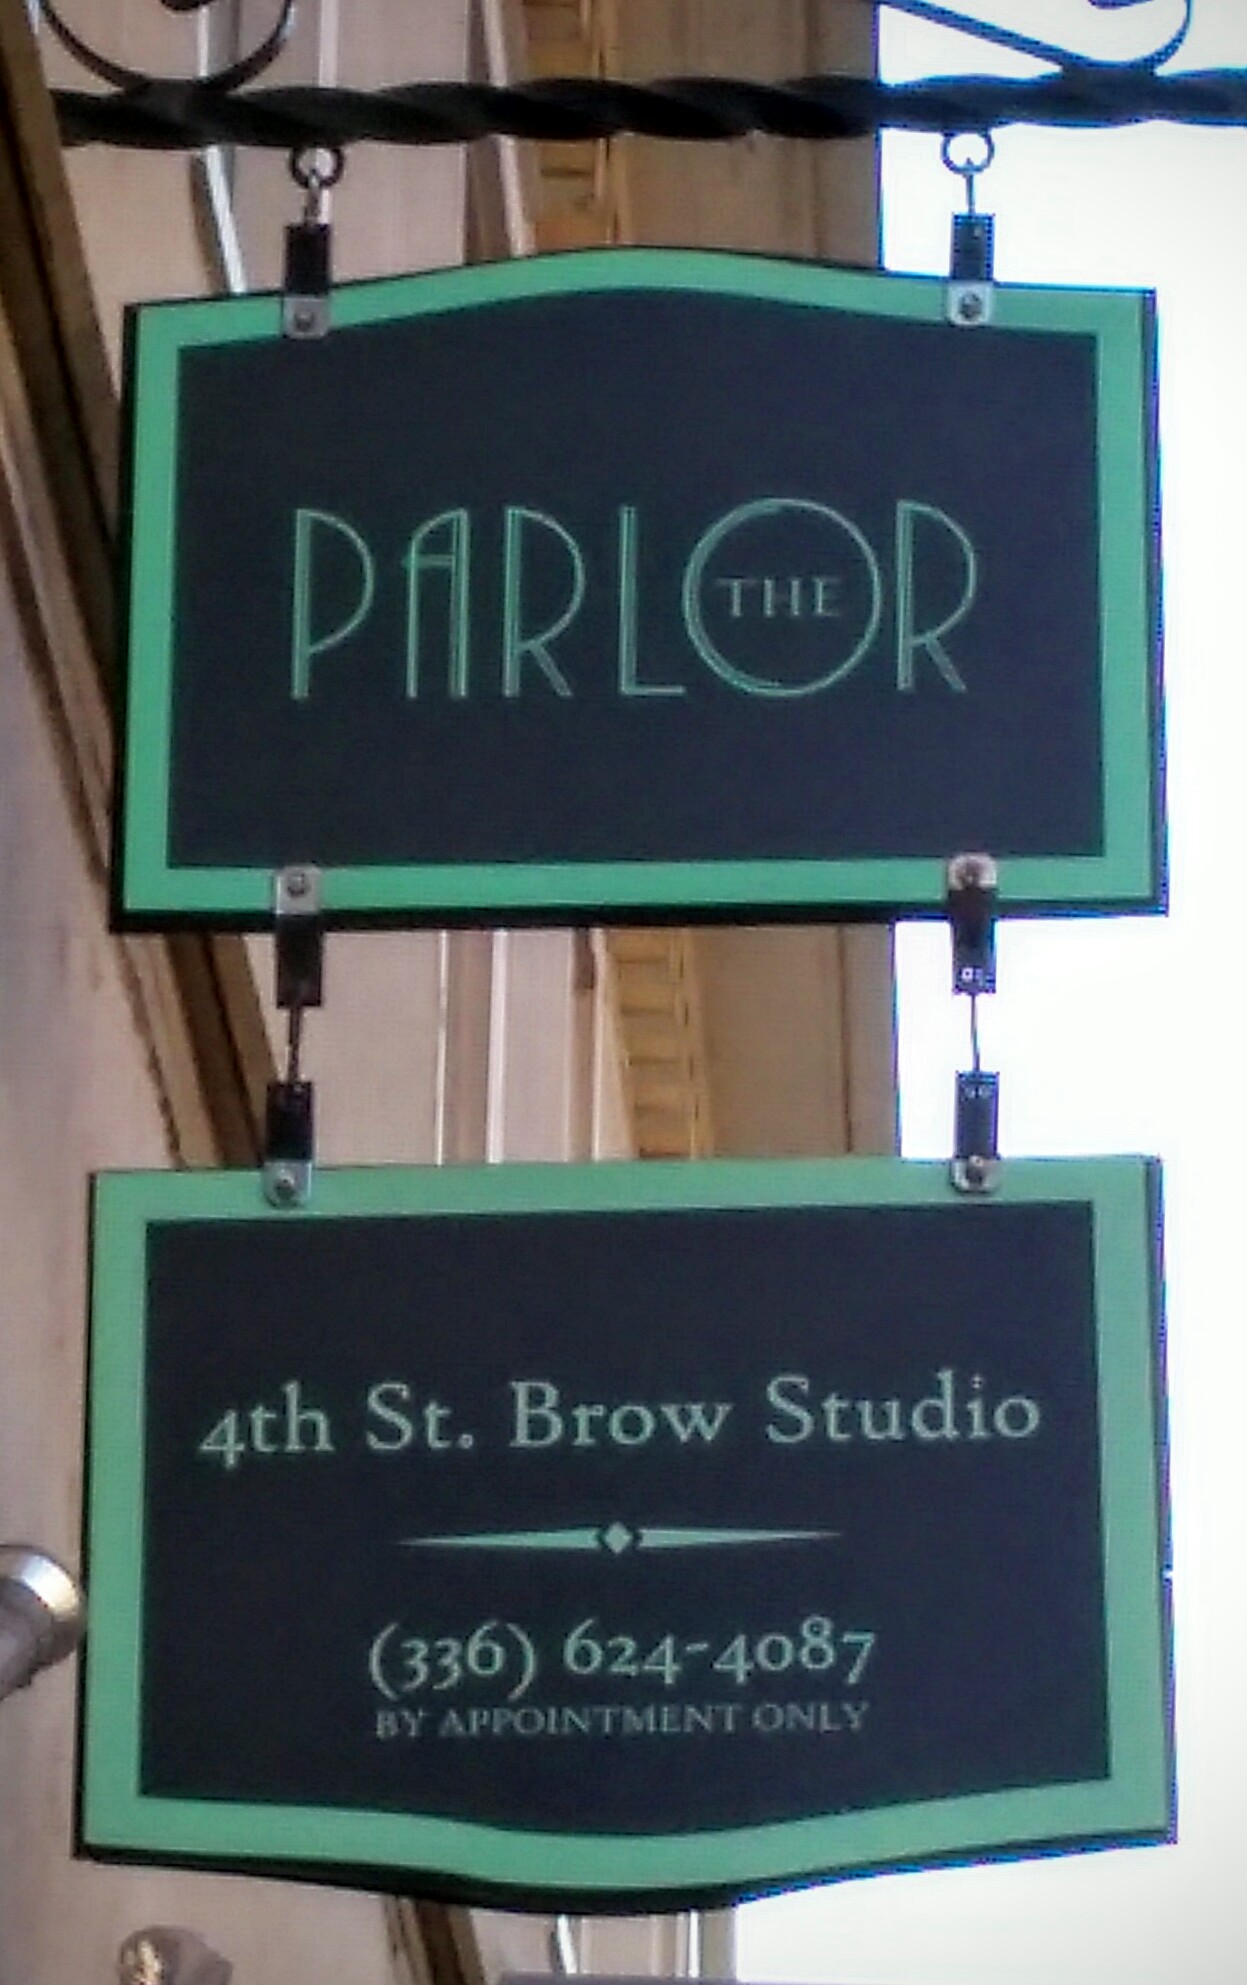 PARLOR
THE
4th St. Brow Studio
(336) 624-4087
BY APPOINTMENT ONLY